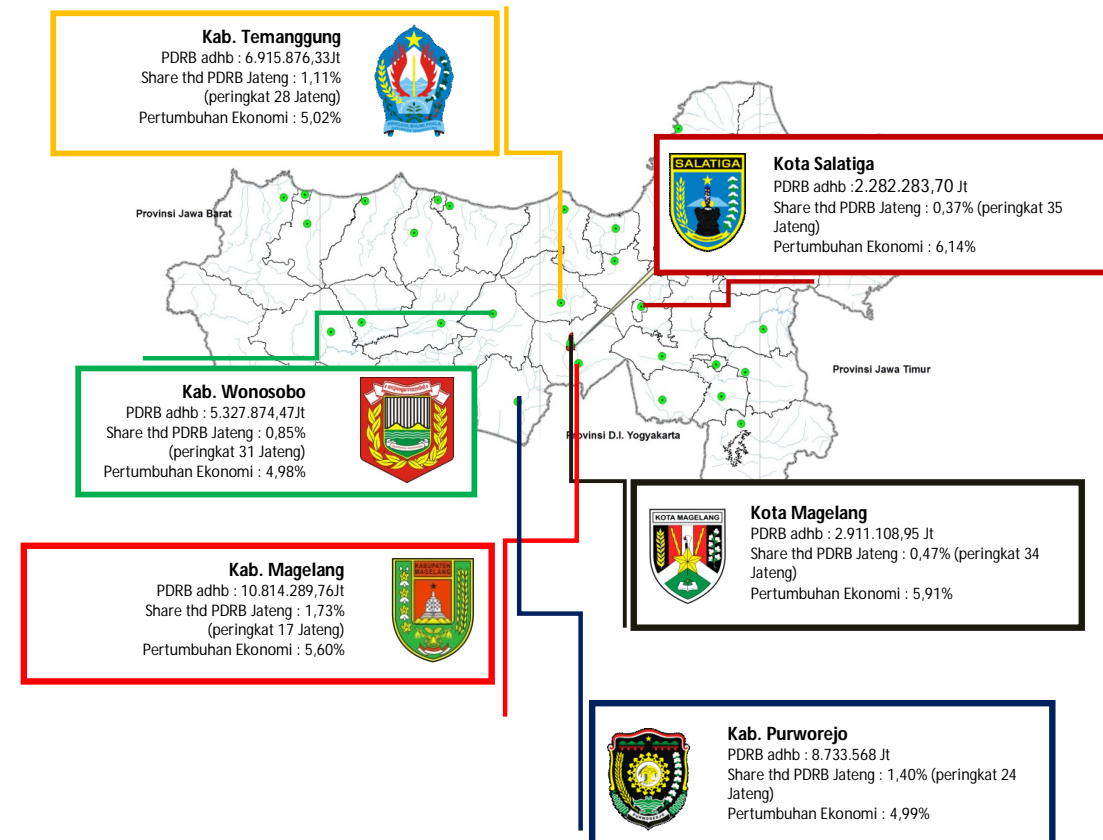 Kab. Temanggung
PDRB adhb : 6.915.876,33Jt
Share thd PDRB Jateng : 1,11%
(peringkat 28 Jateng)
Pertumbuhan Ekonomi : 5,02%
SALATIGA
Kota Salatiga
PDRB adhb :2.282.283,70 Jt
Share thd PDRB Jateng : 0,37% (peringkat 35
Jateng)
Pertumbuhan Ekonomi : 6,14%
Provinsi Jawa Barat
Provinsi Jawa Timur
Provinsi D.I. Yogyakarta
Kab. Wonosobo
PDRB adhb : 5.327.874,47Jt
Share thd PDRB Jateng : 0,85%
(peringkat 31 Jateng)
Pertumbuhan Ekonomi : 4,98%
KOTA MAGELANG
Kota Magelang
PDRB adhb : 2.911.108,95 Jt
Share thd PDRB Jateng : 0,47% (peringkat 34
Jateng)
Pertumbuhan Ekonomi : 5,91%
Kab. Magelang
PDRB adhb : 10.814.289,76Jt
Share thd PDRB Jateng : 1,73%
(peringkat 17 Jateng)
Pertumbuhan Ekonomi : 5,60%
KABUPATEN
MAGELANG
PURWOREJO
Kab. Purworejo
PDRB adhb : 8.733.568 Jt
Share thd PDRB Jateng : 1,40% (peringkat 24
Jateng)
Pertumbuhan Ekonomi : 4,99%